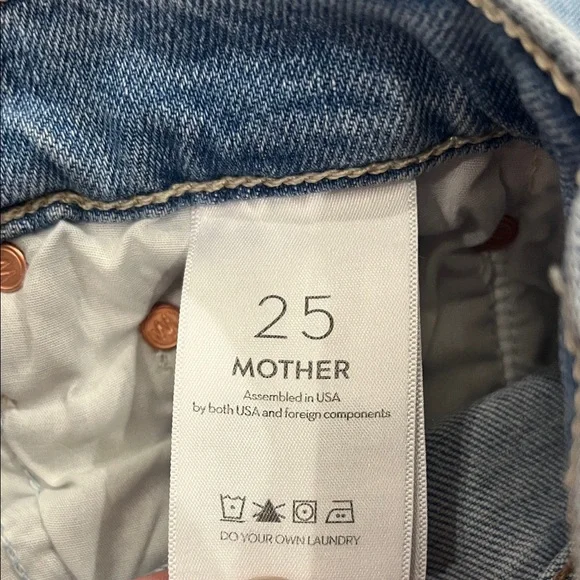 25
MOTHER
Assembled in USA
by both USA and foreign components
DO YOUR OWN LAUNDRY